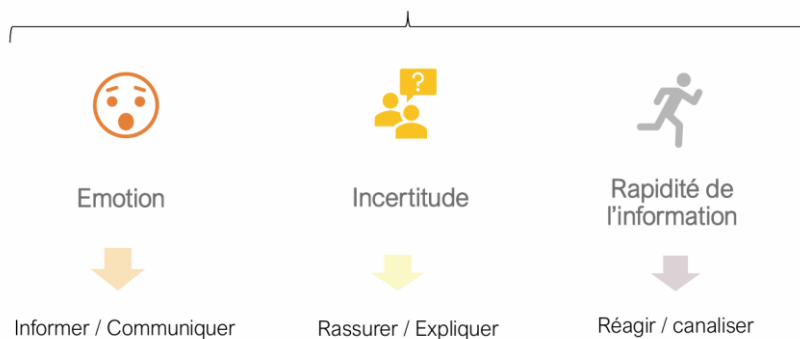 ?
Emotion
Incertitude
Rapidité de
l'information
Informer / Communiquer
Rassurer / Expliquer
Réagir / canaliser